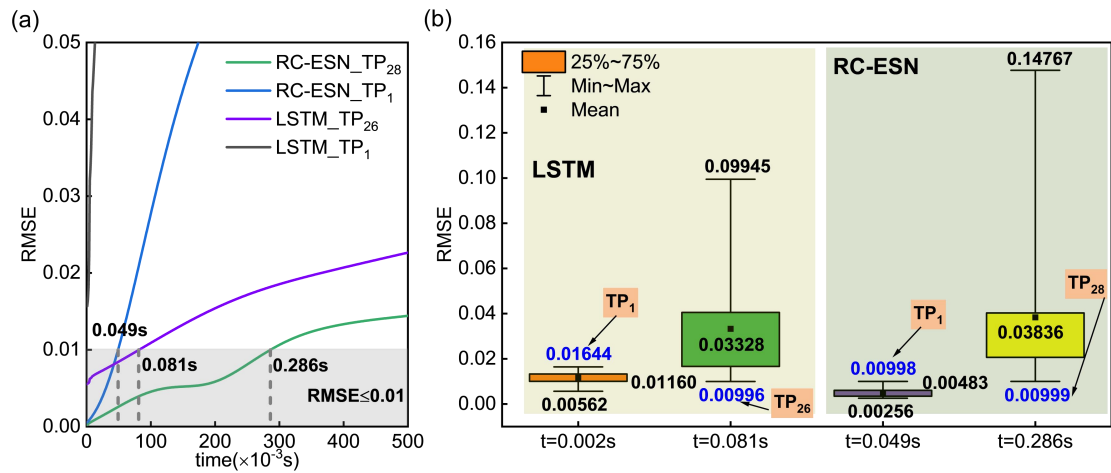 (a)
0.05
0.04
0.03
0.02
0.01
0.00
RMSE
RC-ESN_TP28
RC-ESN_TP1
LSTM_TP26
LSTM_TP1
0.049s
0.081s
0.286s
RMSE≤0.01
0 100 200 300 400 500
time(×10-3s)
(b)
0.16
0.14
0.12
0.10
0.08
0.06
0.04
0.02
0.00
RMSE
25%~75%
Min~Max
Mean
LSTM
RC-ESN
0.09945
0.14767
TP1
0.01644
0.01160
0.00562
0.03328
0.00996
TP26
TP1
0.00998
0.00483
0.00256
TP28
0.03836
0.00999
t=0.002s t=0.081s t=0.049s t=0.286s